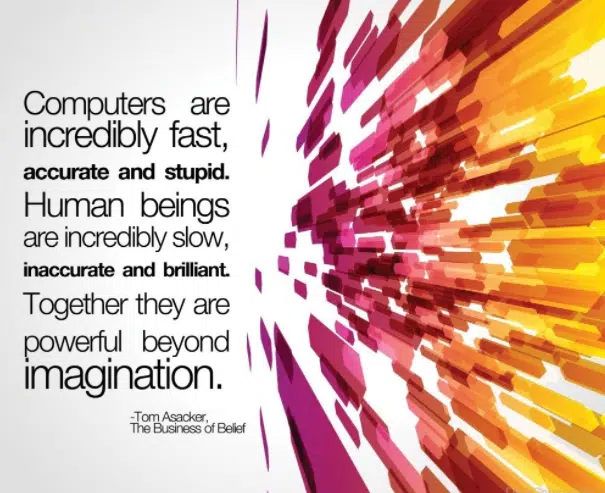 Computers are
incredibly fast,
accurate and stupid.
Human beings
are incredibly slow,
inaccurate and brilliant.
Together they are
powerful beyond
imagination.
-Tom Asacker,
The Business of Belief